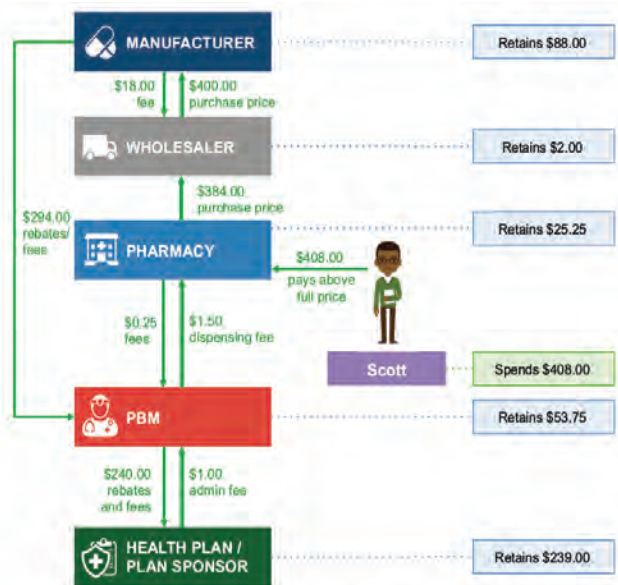 MANUFACTURER
Retains $88.00
$18.00
fee
$400.00
purchase price
WHOLESALER
Retains $2.00
$384.00
purchase price
$294.00
rebates/
fees
PHARMACY
Retains $25.25
$408.00
pays above
full price
$0.25
fees
$1.50
dispensing fee
Scott
Spends $408.00
PBM
Retains $53.75
$240.00
rebates
and fees
$1.00
admin fee
HEALTH PLAN /
PLAN SPONSOR
Retains $239.00